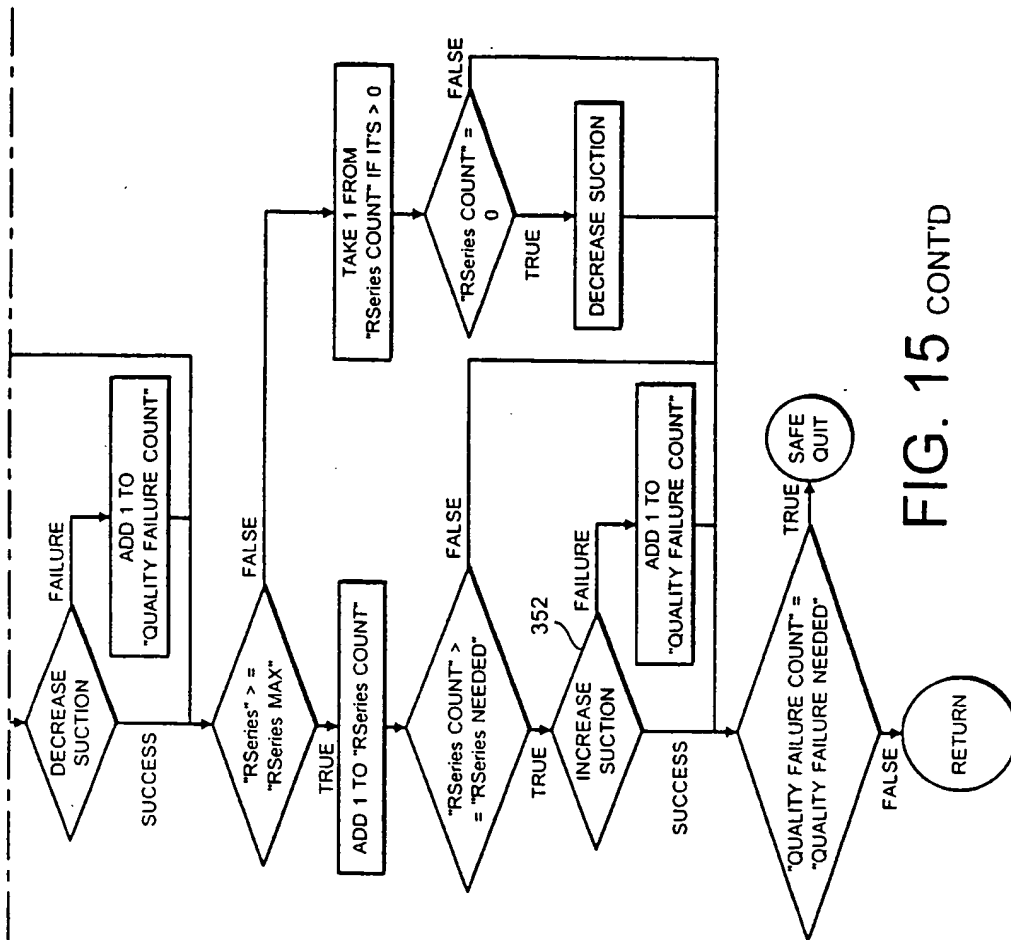 DECREASE
SUCTION
FAILURE
ADD 1 TO
"QUALITY FAILURE COUNT"
SUCCESS
"RSeries" > =
"RSeries MAX"
FALSE
TRUE
TAKE 1 FROM
"RSeries COUNT" IF IT'S > 0
ADD 1 TO "RSeries COUNT"
"RSeries COUNT" =
0
FALSE
TRUE
DECREASE SUCTION
"RSeries COUNT" >
= "RSeries NEEDED"
FALSE
TRUE
352
INCREASE
SUCTION
FAILURE
ADD 1 TO
"QUALITY FAILURE COUNT"
SUCCESS
"QUALITY FAILURE COUNT" =
"QUALITY FAILURE NEEDED"
TRUE
SAFE
QUIT
FALSE
RETURN
FIG. 15 CONT'D